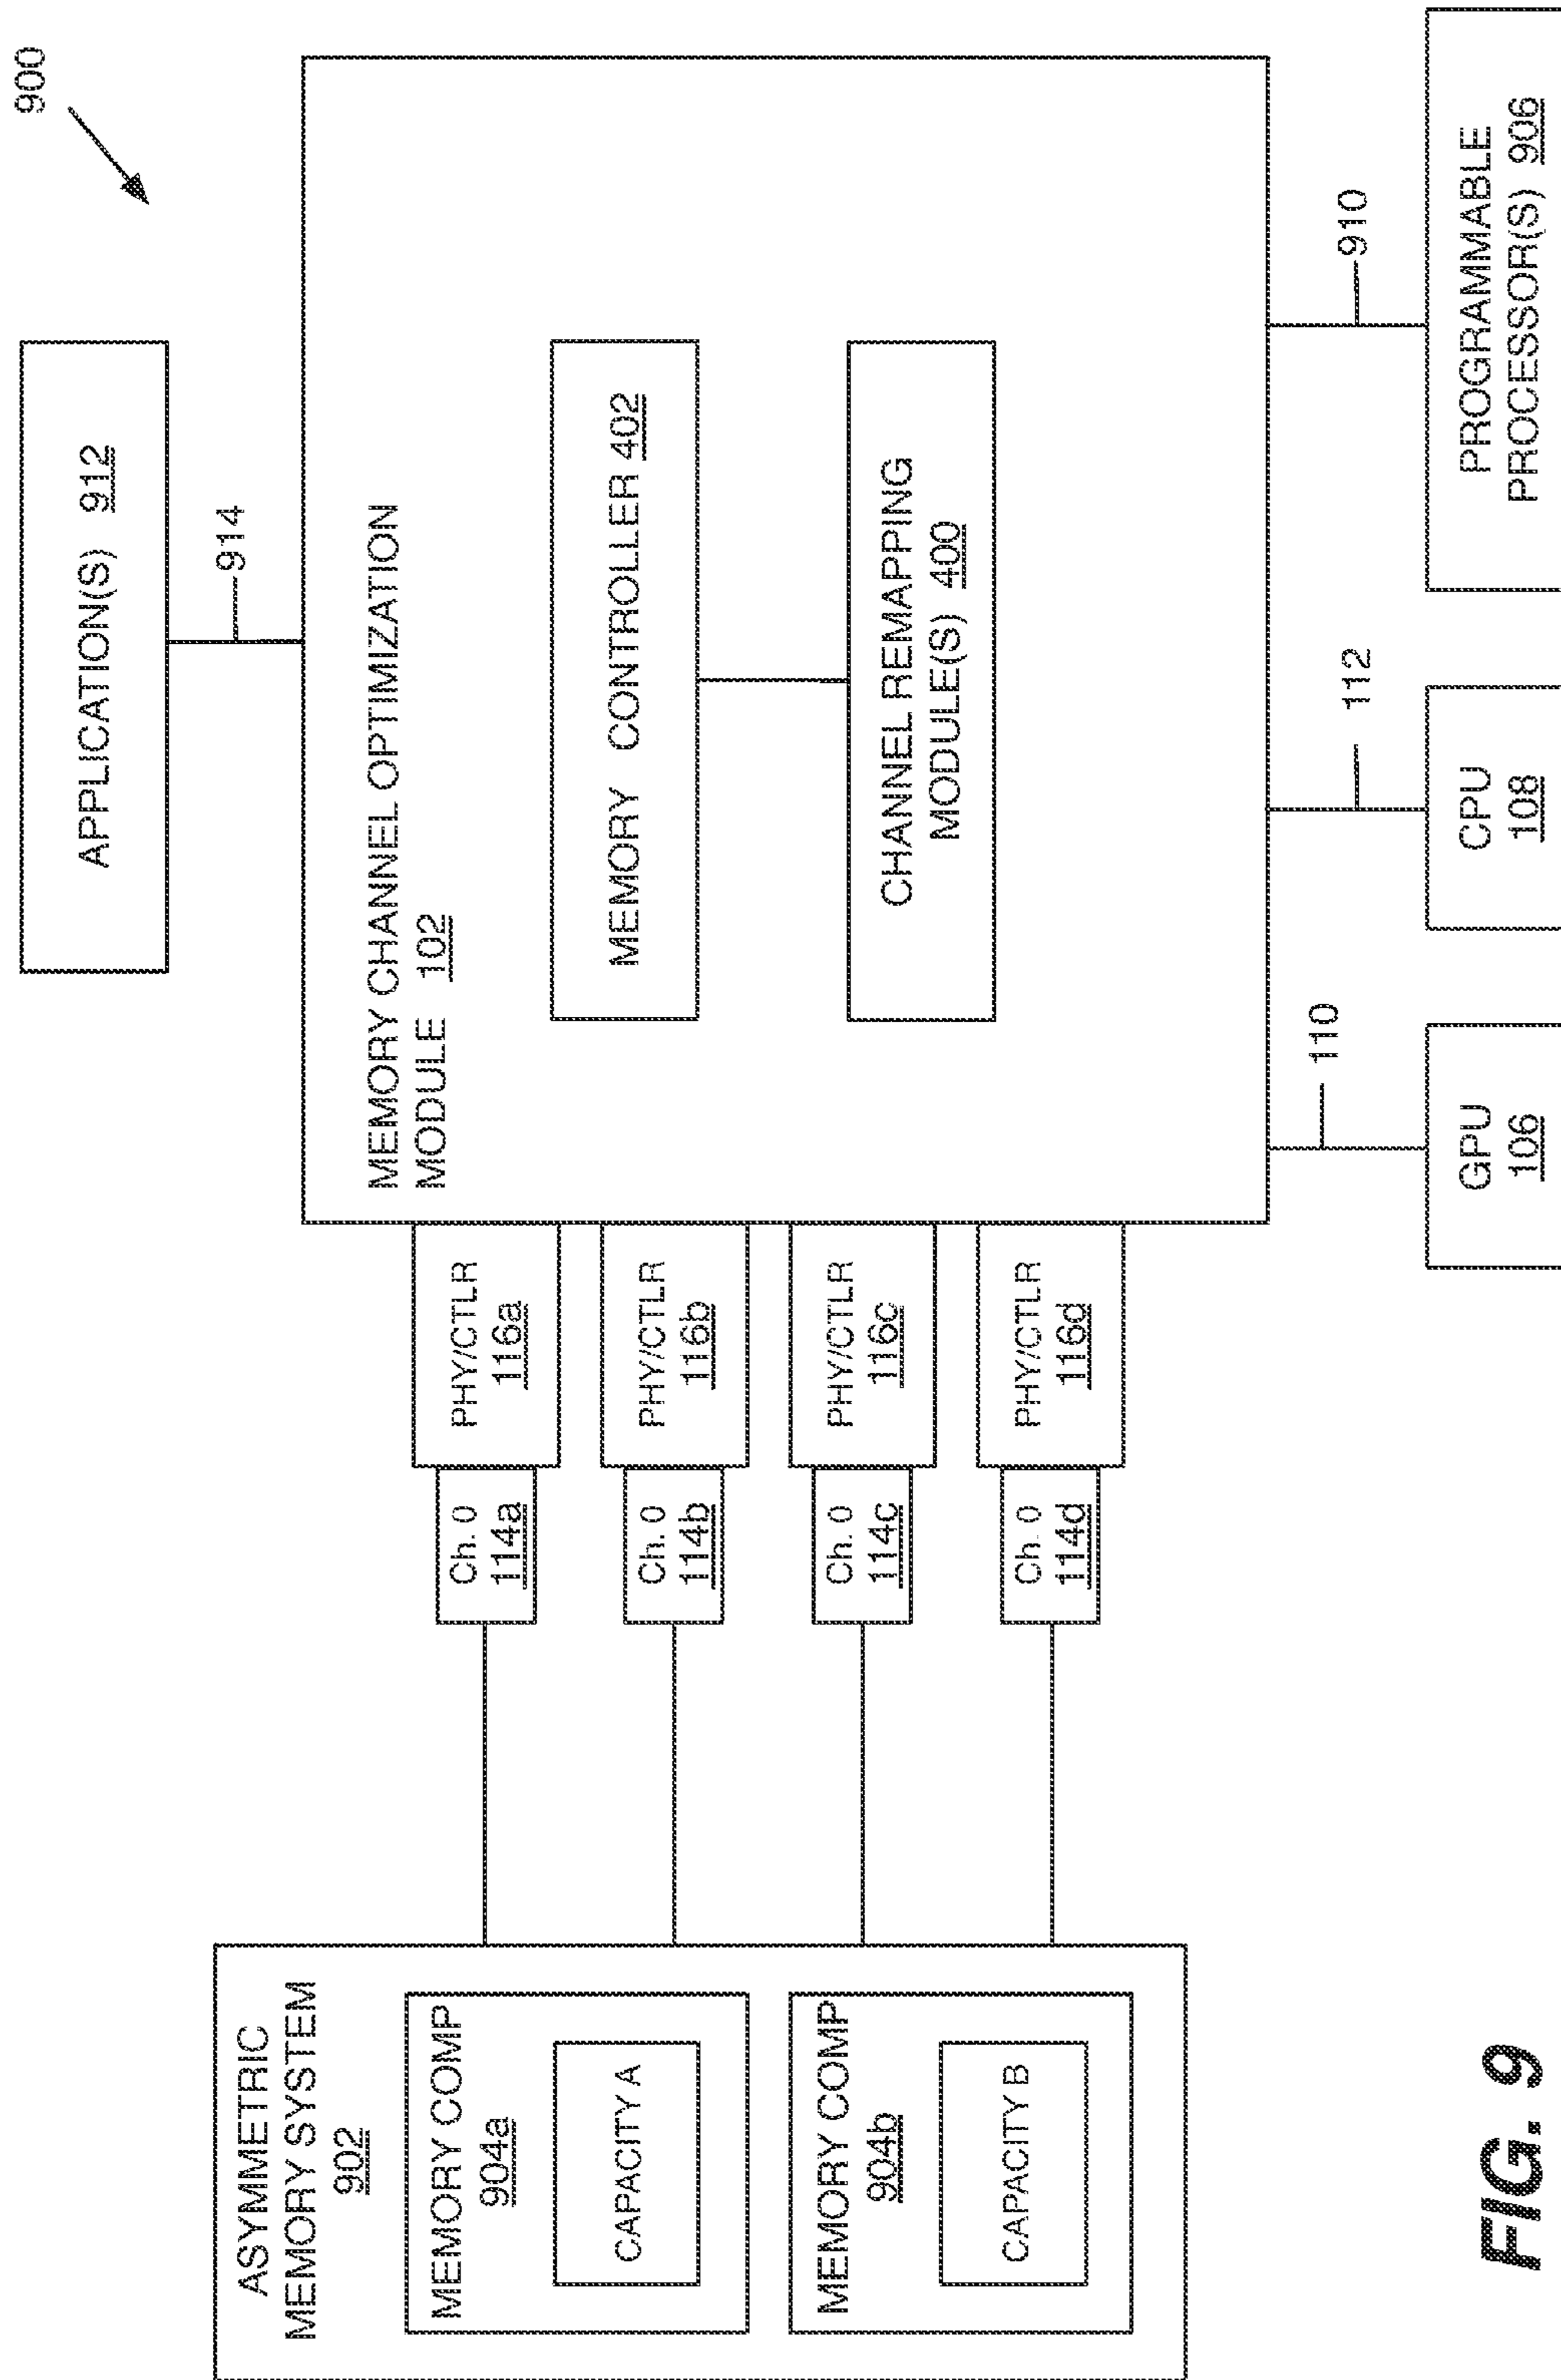 900
APPLICATION(S) 912
914
MEMORY CHANNEL OPTIMIZATION
MODULE 102
MEMORY CONTROLLER 402
CHANNEL REMAPPING
MODULE(S) 400
ASYMMETRIC
MEMORY SYSTEM
902
MEMORY COMP
904a
CAPACITY A
MEMORY COMP
904b
CAPACITY B
Ch. 0
114a
PHY/CTLR
116a
Ch. 0
114b
PHY/CTLR
116b
Ch. 0
114c
PHY/CTLR
116c
Ch. 0
114d
PHY/CTLR
116d
110
112
910
GPU
106
CPU
108
PROGRAMMABLE
PROCESSOR(S) 906
FIG. 9